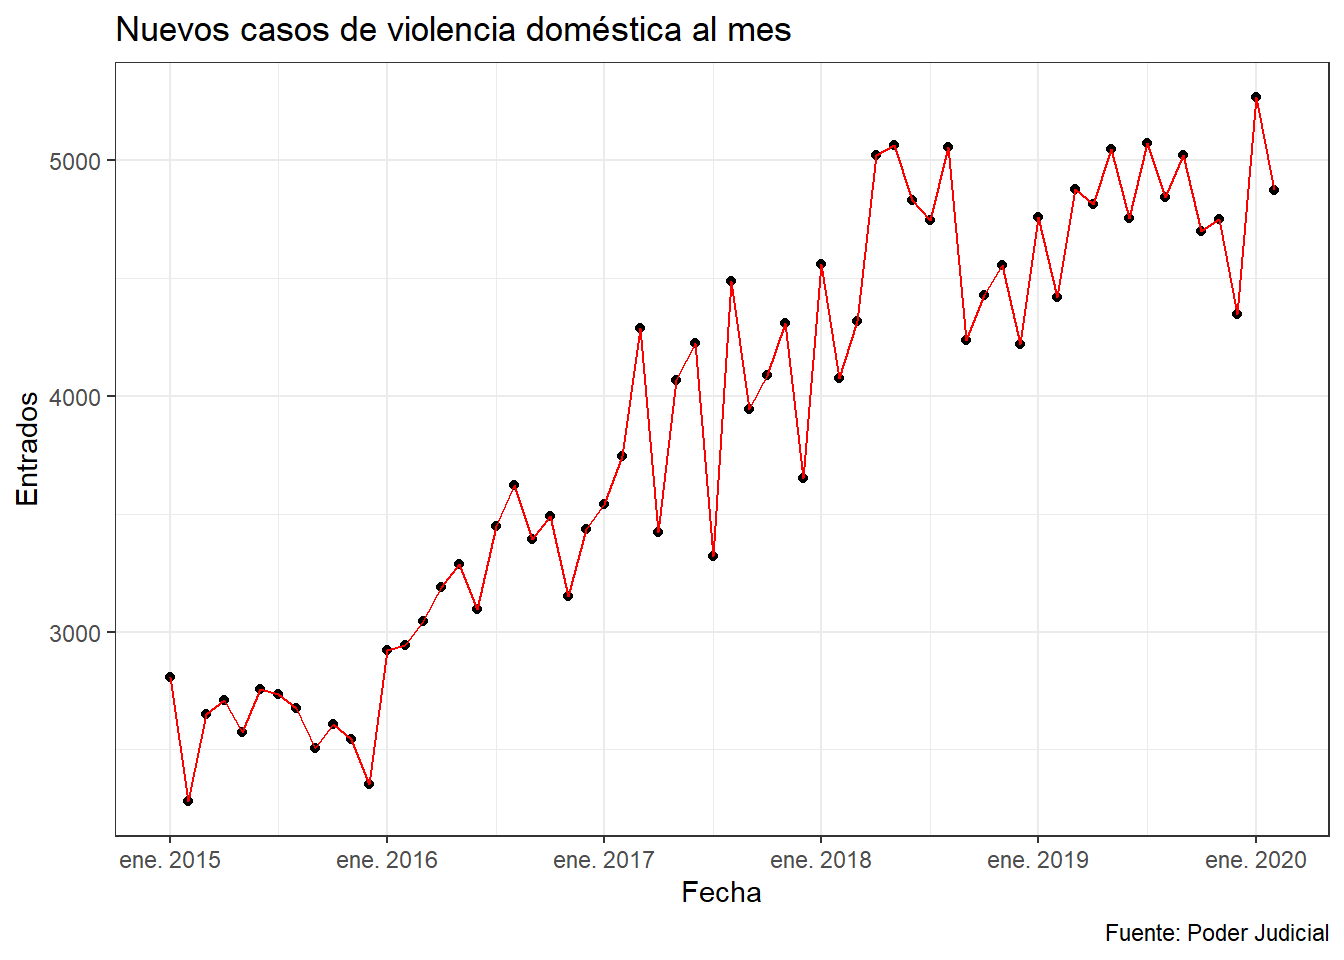 Nuevos casos de violencia doméstica al mes
5000
4000
3000
Entrados
ene. 2015 ene. 2016 ene. 2017 ene. 2018 ene. 2019 ene. 2020
Fecha
Fuente: Poder Judicial